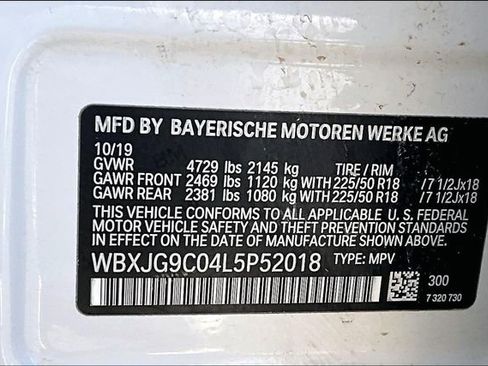 MFD BY BAYERISCHE MOTOREN WERKE AG
10/19
GVWR 4729 lbs 2145 kg TIRE / RIM
GAWR FRONT 2469 lbs 1120 kg WITH 225/50 R18 /7 1/2Jx18
GAWR REAR 2381 lbs 1080 kg WITH 225/50 R18 /7 1/2Jx18
THIS VEHICLE CONFORMS TO ALL APPLICABLE U. S. FEDERAL
MOTOR VEHICLE SAFETY AND THEFT PREVENTION STANDARDS
IN EFFECT ON THE DATE OF MANUFACTURE SHOWN ABOVE.
WBXJG9C04L5P52018 TYPE: MPV
300
7 320 730